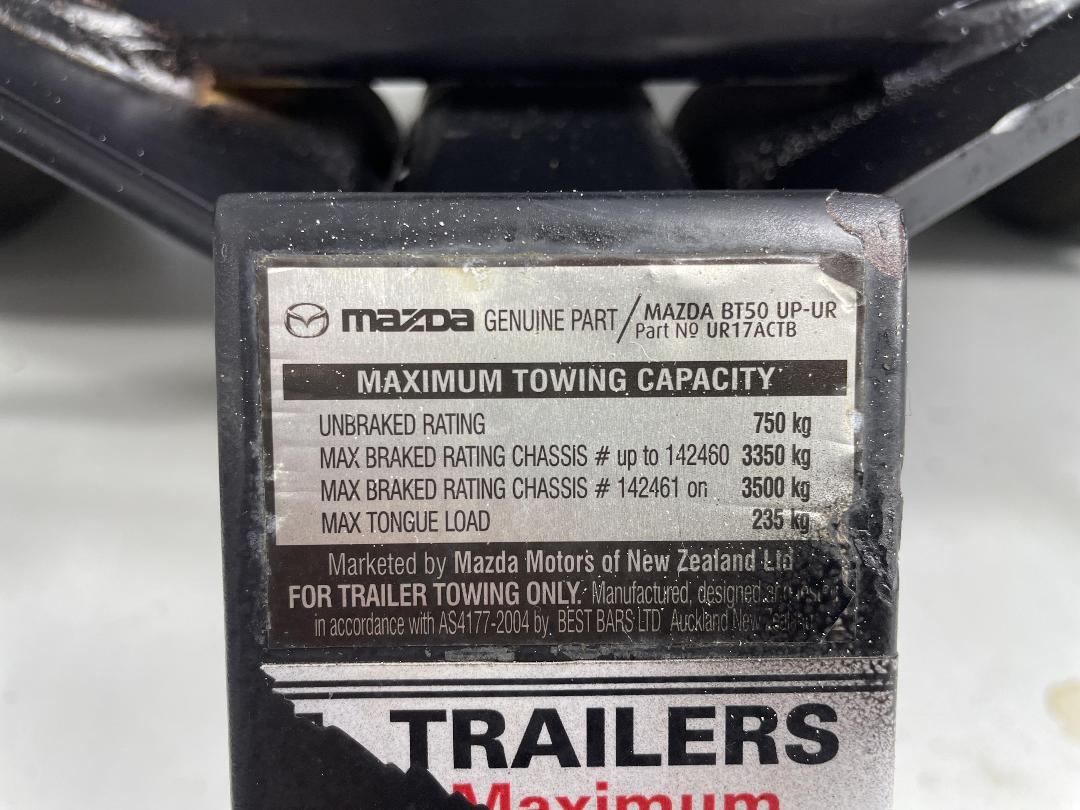 mazda GENUINE PART / MAZDA BT50 UP-UR
Part Nº UR17ACTB
MAXIMUM TOWING CAPACITY
UNBRAKED RATING 750 kg
MAX BRAKED RATING CHASSIS # up to 142460 3350 kg
MAX BRAKED RATING CHASSIS # 142461 on 3500 kg
MAX TONGUE LOAD 235 kg
Marketed by Mazda Motors of New Zealand Ltd
FOR TRAILER TOWING ONLY. Manufactured, designed
in accordance with AS4177-2004 by. BEST BARS LTD Auckland New Zealand
TRAILERS
Maximum